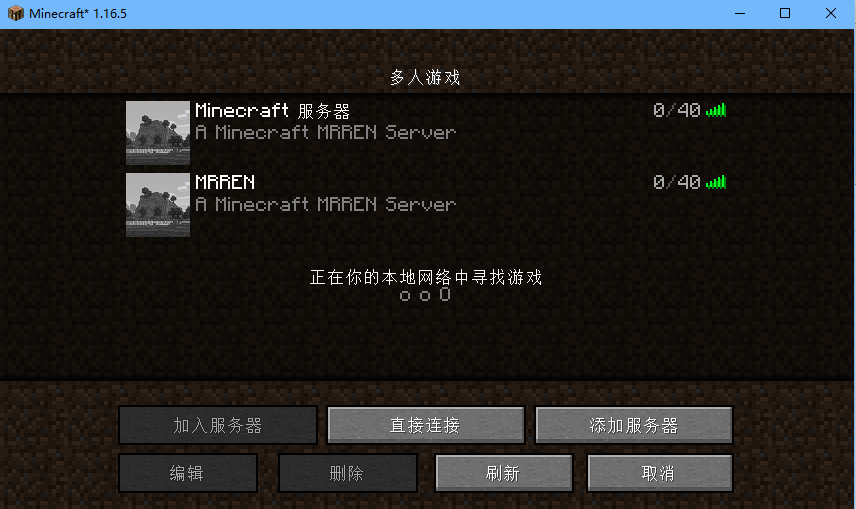 Minecraft* 1.16.5
多人游戏
Minecraft 服务器 0/40
A Minecraft MRREN Server
MRREN 0/40
A Minecraft MRREN Server
正在你的本地网络中寻找游戏
o o O
加入服务器 直接连接 添加服务器
编辑 删除 刷新 取消